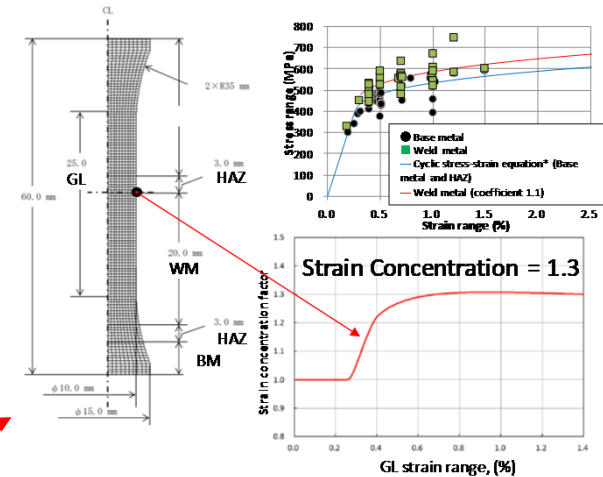 CL
2×R35 mm
25.0
GL
3.0 mm
HAZ
60.0 mm
20.0 mm
WM
3.0 mm
HAZ
BM
φ10.0 mm
φ15.0 mm
Stress range (MPa)
800
700
600
500
400
300
200
100
0
0.0 0.5 1.0 1.5 2.0 2.5
Strain range (%)
Base metal
Weld metal
Cyclic stress-strain equation* (Base
metal and HAZ)
Weld metal (coefficient 1.1)
Strain Concentration = 1.3
Strain concentration factor
1.5
1.4
1.3
1.2
1.1
1.0
0.9
0.8
0.0 0.2 0.4 0.6 0.8 1.0 1.2 1.4
GL strain range, (%)